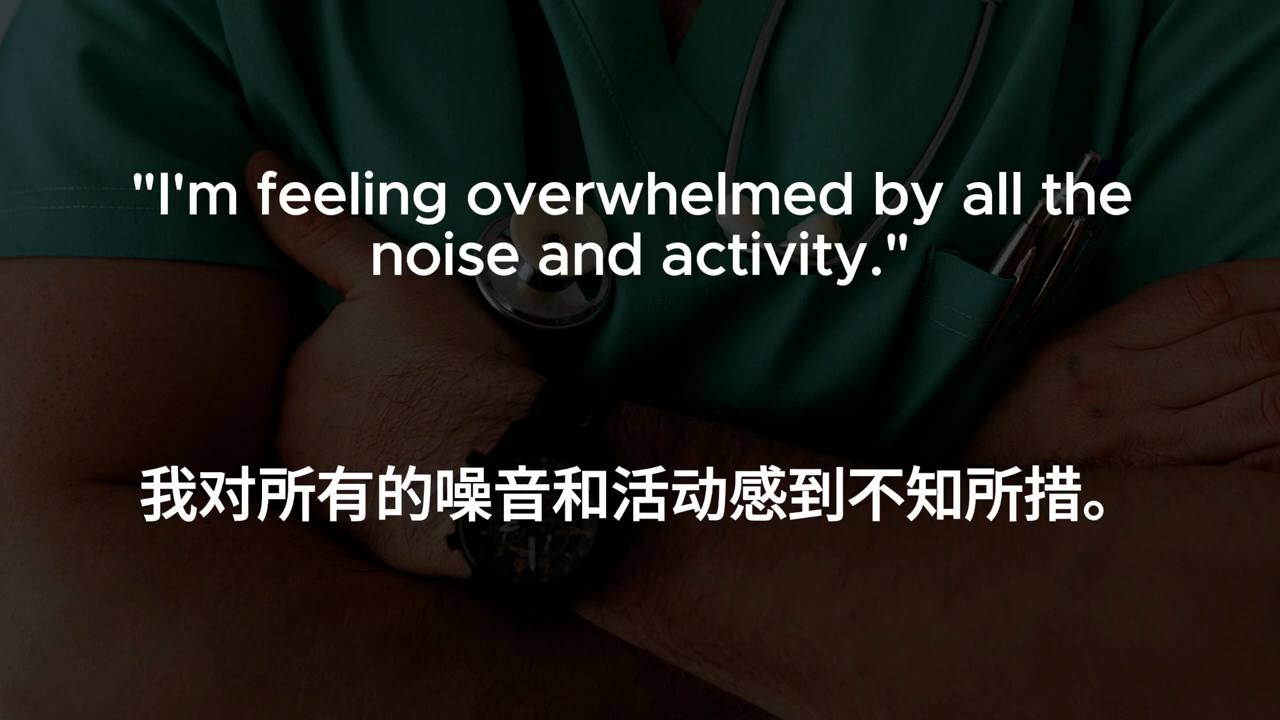 "I'm feeling overwhelmed by all the
noise and activity."
我对所有的噪音和活动感到不知所措。